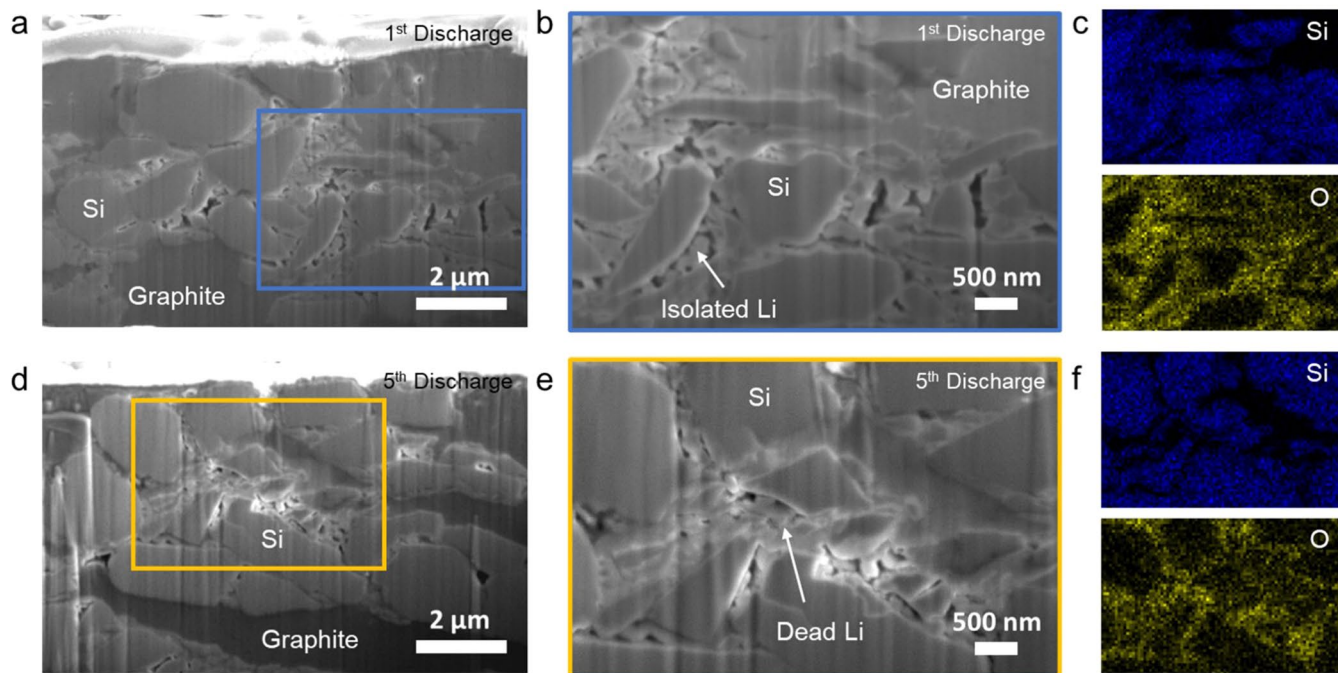 a
1st Discharge
Si
Graphite
2 μm
b
1st Discharge
Graphite
Si
Isolated Li
500 nm
c
Si
O
d
5th Discharge
Si
Graphite
2 μm
e
5th Discharge
Si
Dead Li
500 nm
f
Si
O